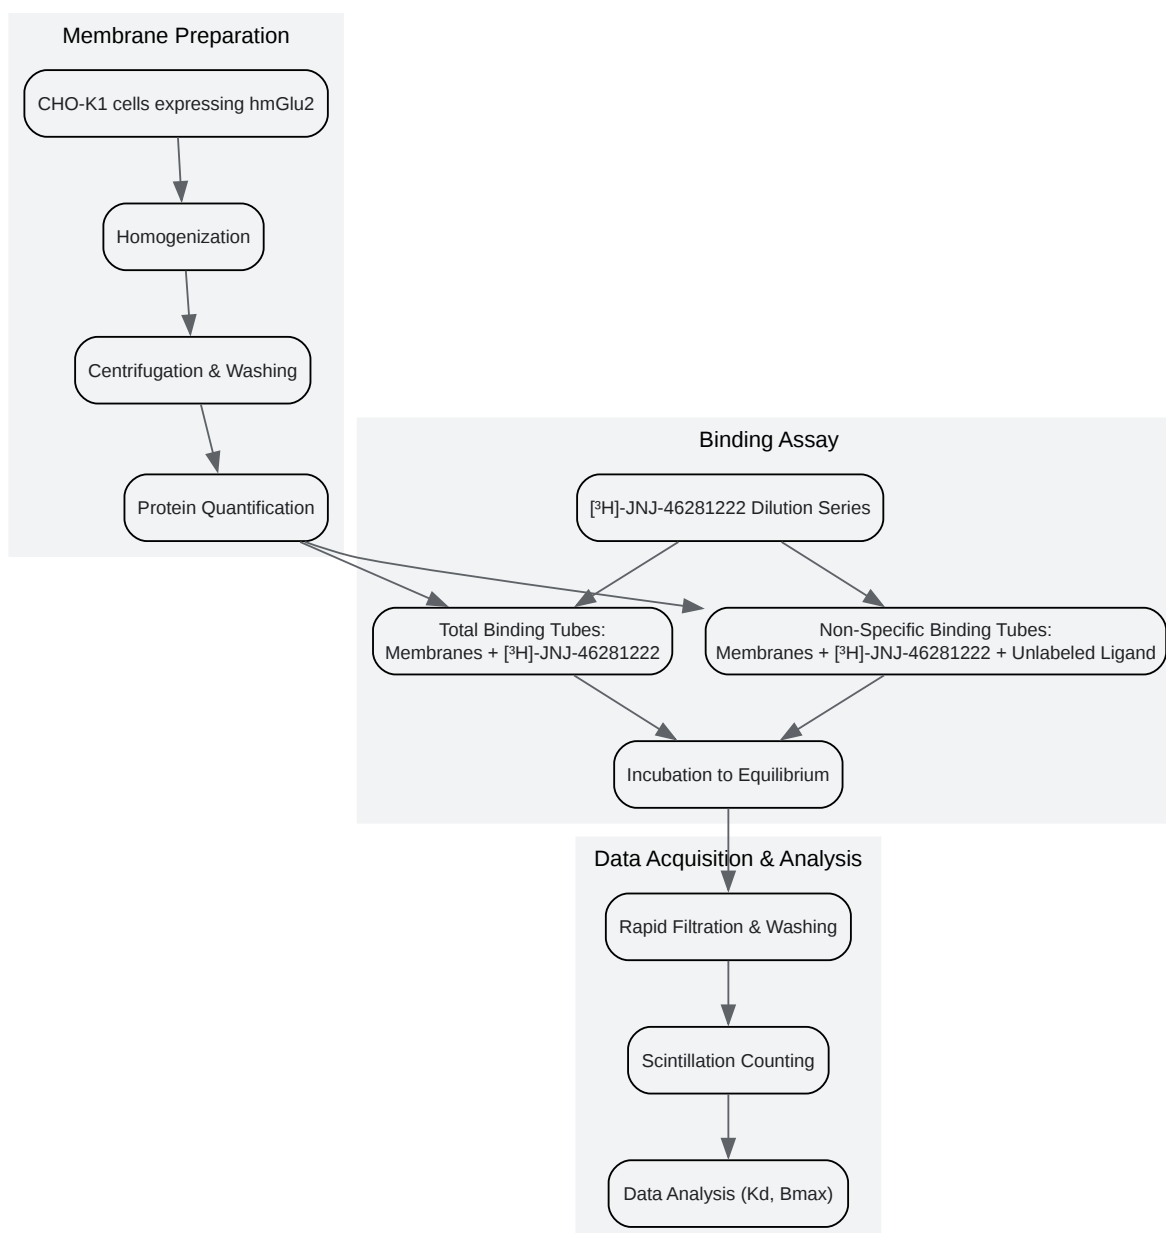 Membrane Preparation
CHO-K1 cells expressing hmGlu2
Homogenization
Centrifugation & Washing
Protein Quantification
Binding Assay
[³H]-JNJ-46281222 Dilution Series
Total Binding Tubes:
Membranes + [³H]-JNJ-46281222
Non-Specific Binding Tubes:
Membranes + [³H]-JNJ-46281222 + Unlabeled Ligand
Incubation to Equilibrium
Data Acquisition & Analysis
Rapid Filtration & Washing
Scintillation Counting
Data Analysis (Kd, Bmax)